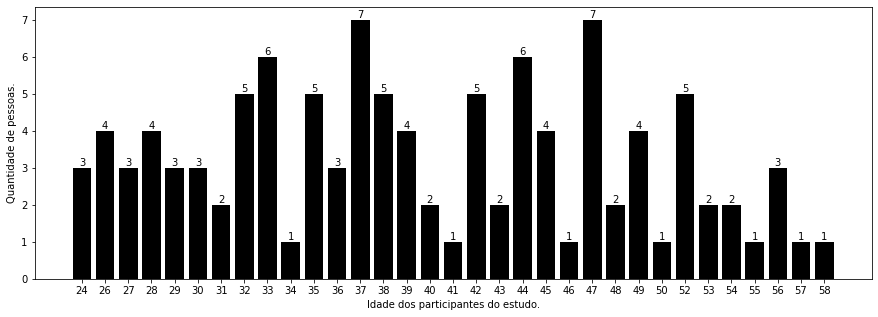 Quantidade de pessoas.
7
6
5
4
3
2
1
0
3 4 3 4 3 3 2 5 6 1 5 3 7 5 4 2 1 5 2 6 4 1 7 2 4 1 5 2 2 1 3 1 1
24 26 27 28 29 30 31 32 33 34 35 36 37 38 39 40 41 42 43 44 45 46 47 48 49 50 52 53 54 55 56 57 58
Idade dos participantes do estudo.